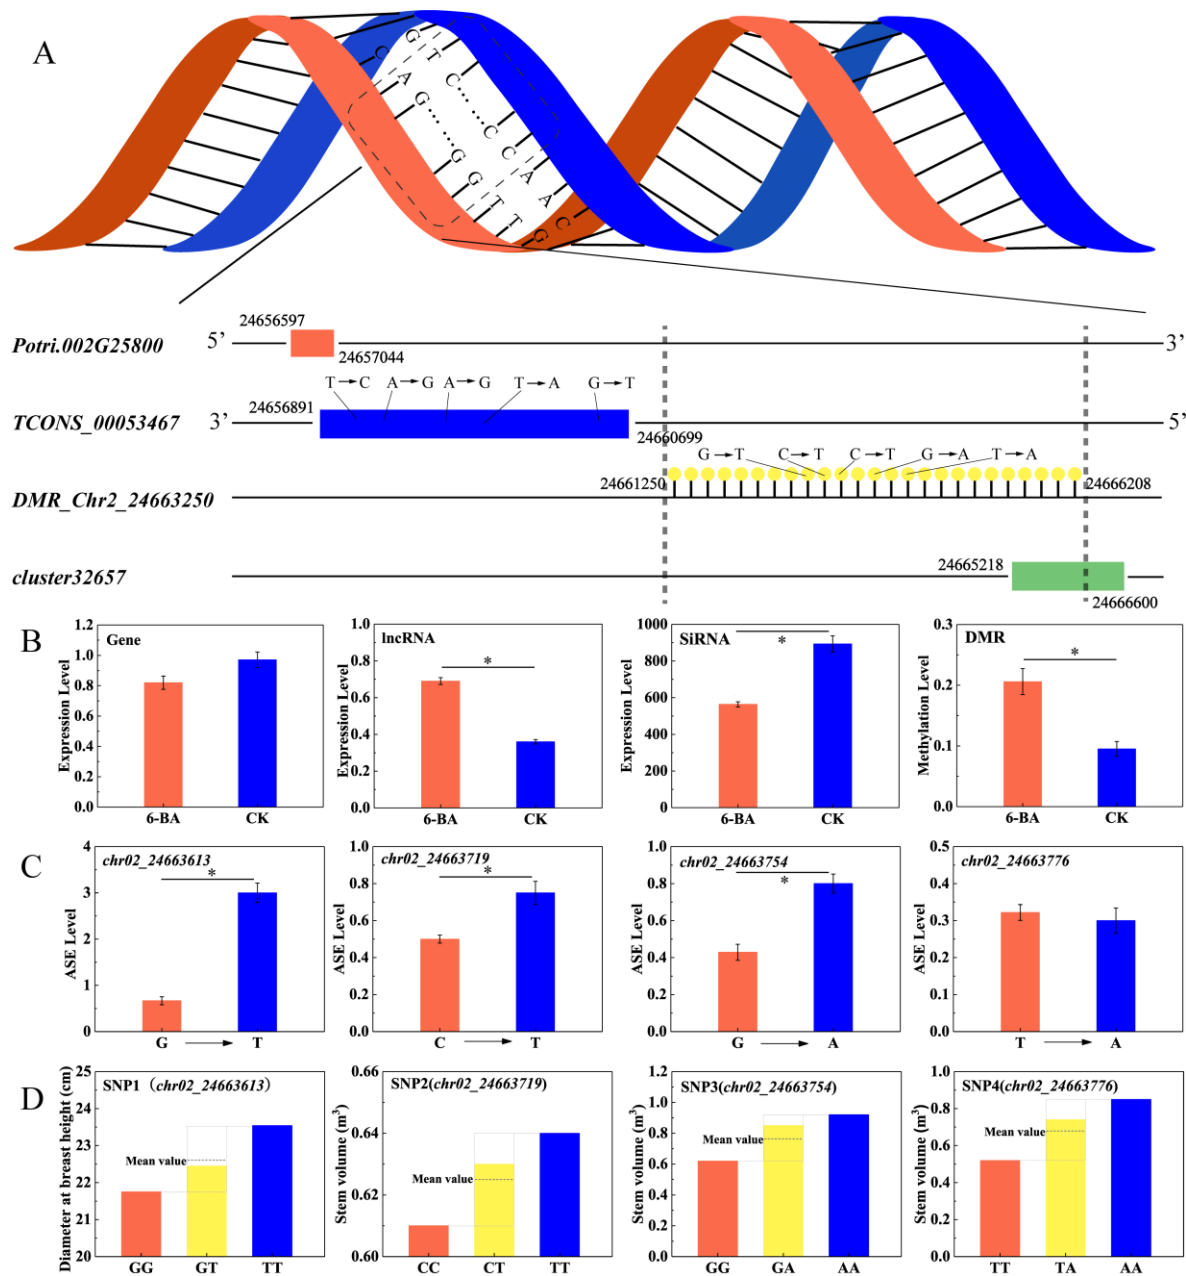 A
G T C ...... C C A A C
C A G ...... G G T T G
24656597
Potri.002G25800 5’ 3’
24657044
T→C A→G A→G T→A G→T
24656891
TCONS_00053467 3’ 5’
24660699
G→T C→T C→T G→A T→A
24661250 24666208
DMR_Chr2_24663250
24665218
cluster32657
24666600
B
Gene
Expression Level
1.2
1.0
0.8
0.6
0.4
0.2
0.0
6-BA CK
lncRNA
*
Expression Level
1.0
0.8
0.6
0.4
0.2
0.0
6-BA CK
SiRNA
*
Expression Level
1000
800
600
400
200
0
6-BA CK
DMR
*
Methylation Level
0.3
0.2
0.1
0.0
6-BA CK
C
chr02_24663613
*
ASE Level
4
3
2
1
0
G → T
chr02_24663719
*
ASE Level
1.0
0.8
0.6
0.4
0.2
0.0
C → T
chr02_24663754
*
ASE Level
1.0
0.8
0.6
0.4
0.2
0.0
G → A
chr02_24663776
ASE Level
0.5
0.4
0.3
0.2
0.1
0.0
T → A
D
SNP1 (chr02_24663613)
Diameter at breast height (cm)
25
24
23
22
21
20
Mean value
GG GT TT
SNP2(chr02_24663719)
Stem volume (m³)
0.66
0.64
0.62
0.60
Mean value
CC CT TT
SNP3(chr02_24663754)
Stem volume (m³)
1.2
1.0
0.8
0.6
0.4
0.2
0.0
Mean value
GG GA AA
SNP4(chr02_24663776)
Stem volume (m³)
1.0
0.8
0.6
0.4
0.2
0.0
Mean value
TT TA AA